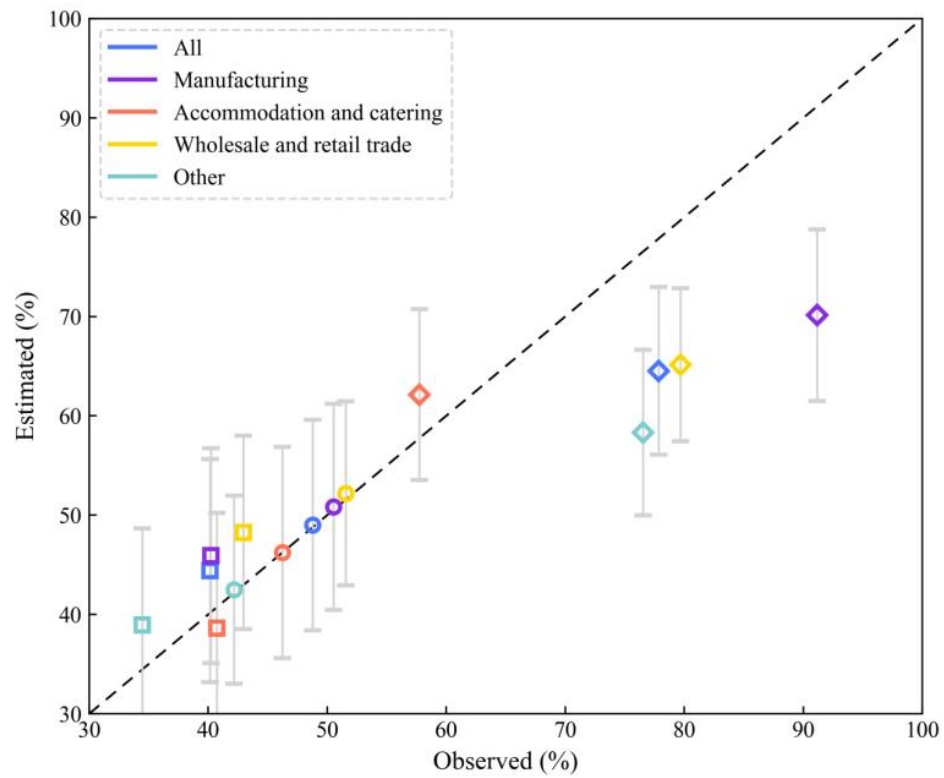 100
90
80
70
60
50
40
30
Estimated (%)
All
Manufacturing
Accommodation and catering
Wholesale and retail trade
Other
30
40
50
60
70
80
90
100
Observed (%)